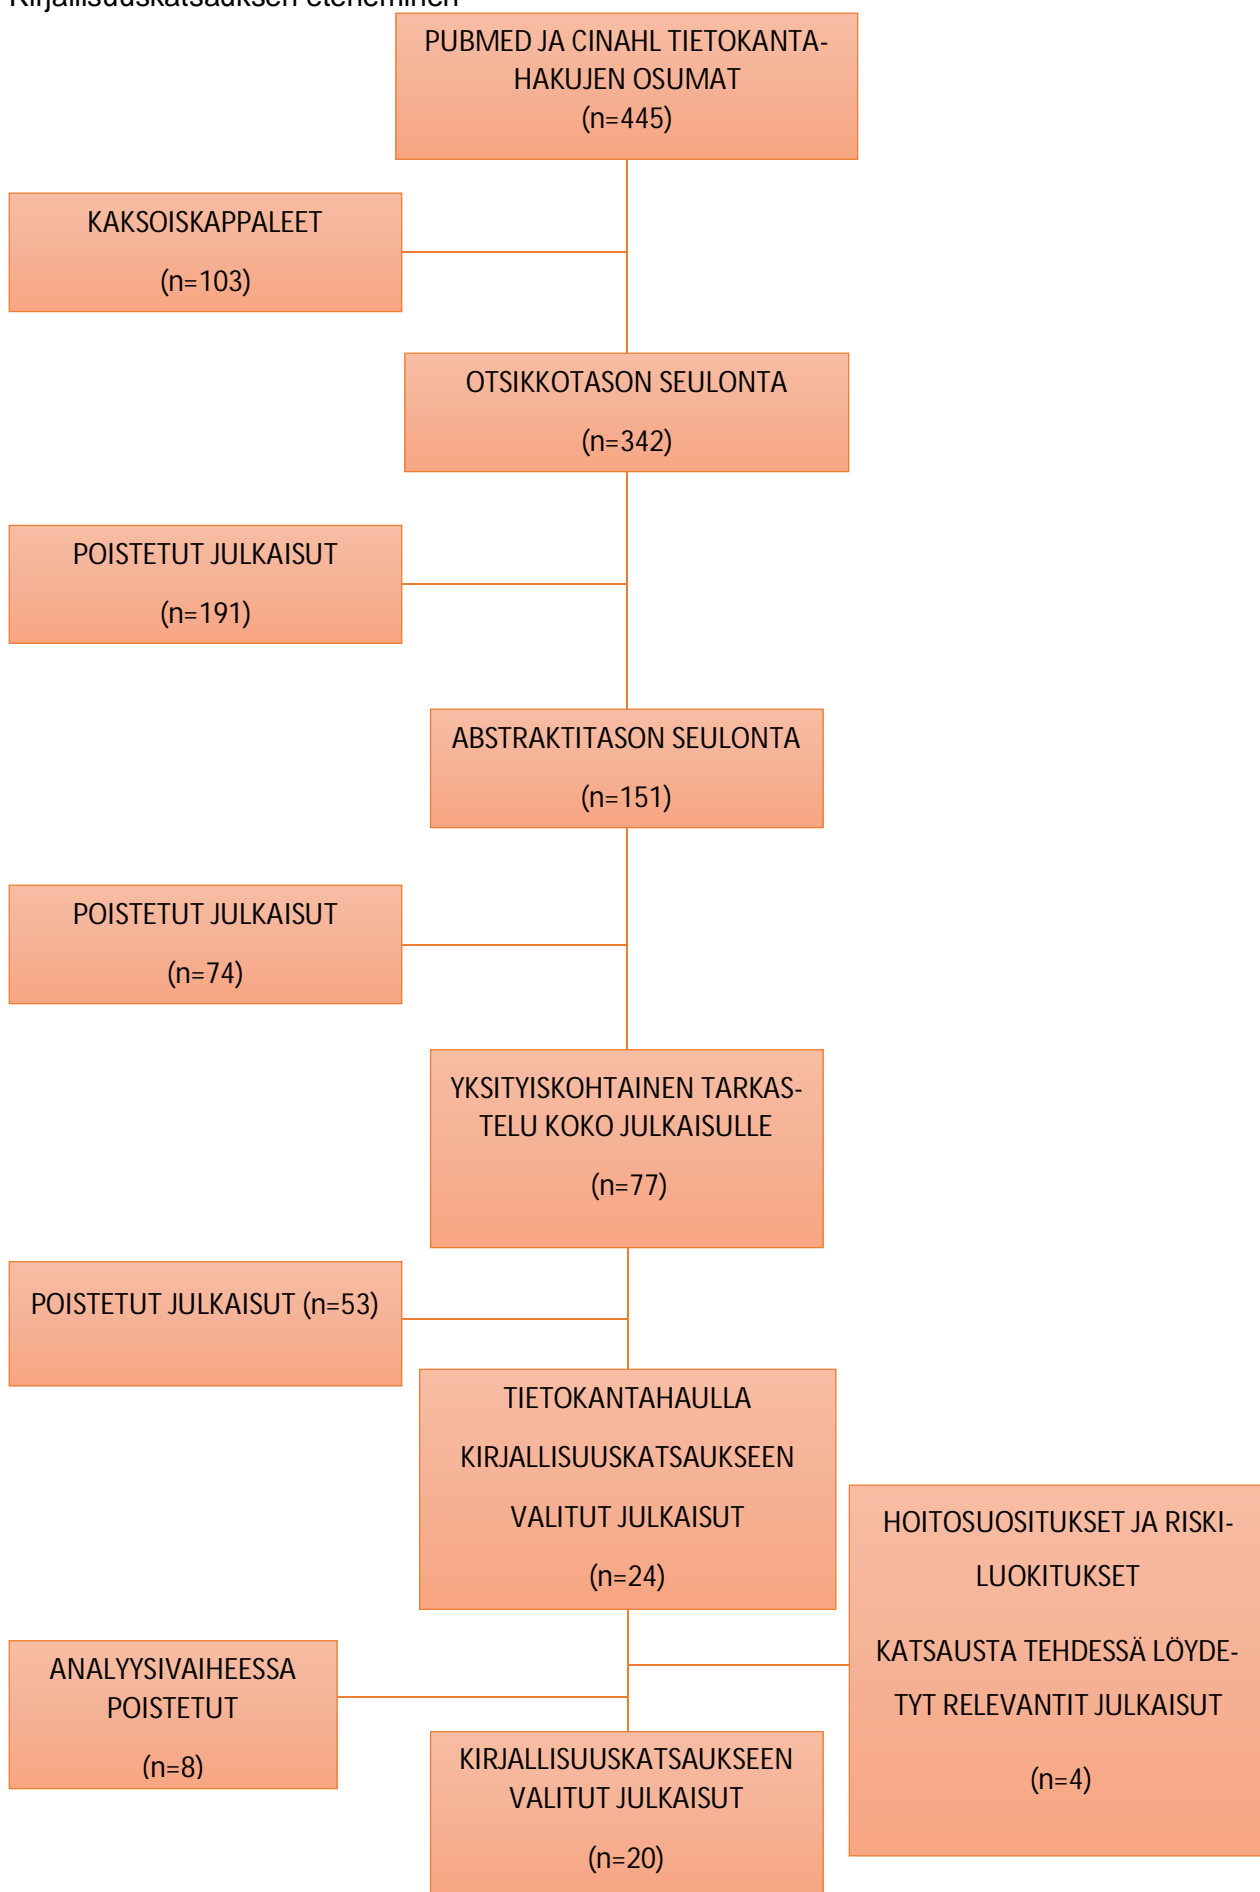 Kirjallisuuskatsauksen eteneminen
PUBMED JA CINAHL TIETOKANTA-
HAKUJEN OSUMAT
(n=445)
KAKSOISKAPPALEET
(n=103)
OTSIKKOTASON SEULONTA
(n=342)
POISTETUT JULKAISUT
(n=191)
ABSTRAKTITASON SEULONTA
(n=151)
POISTETUT JULKAISUT
(n=74)
YKSITYISKOHTAINEN TARKAS-
TELU KOKO JULKAISULLE
(n=77)
POISTETUT JULKAISUT (n=53)
TIETOKANTAHAULLA
KIRJALLISUUSKATSAUKSEEN
VALITUT JULKAISUT
(n=24)
HOITOSUOSITUKSET JA RISKI-
LUOKITUKSET
KATSAUSTA TEHDESSÄ LÖYDE-
TYT RELEVANTIT JULKAISUT
(n=4)
ANALYYSIVAIHEESSA
POISTETUT
(n=8)
KIRJALLISUUSKATSAUKSEEN
VALITUT JULKAISUT
(n=20)